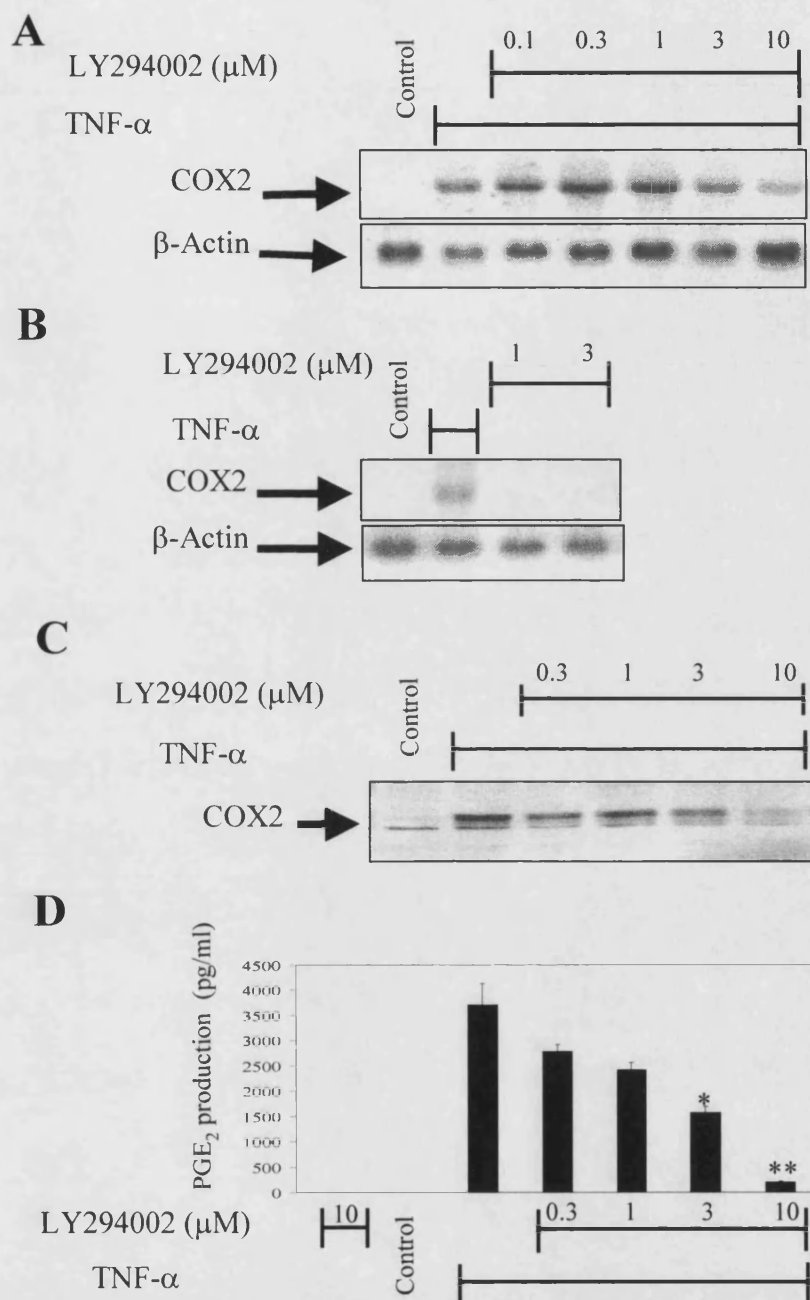 A
LY294002 (μM)
Control
0.1 0.3 1 3 10
TNF-α
COX2
β-Actin
B
LY294002 (μM)
Control
1 3
TNF-α
COX2
β-Actin
C
LY294002 (μM)
Control
0.3 1 3 10
TNF-α
COX2
D
PGE₂ production (pg/ml)
4500
4000
3500
3000
2500
2000
1500
1000
500
0
*
**
LY294002 (μM)
10
Control
0.3 1 3 10
TNF-α